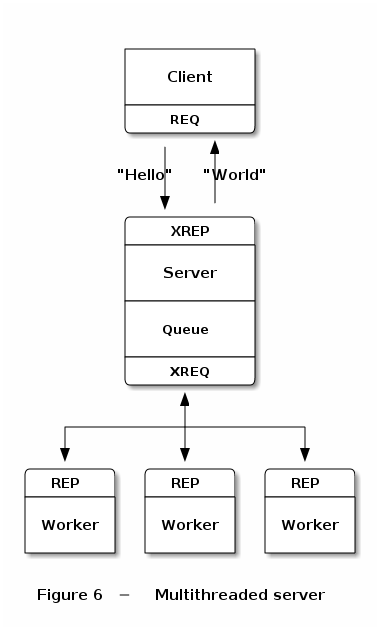 Client
REQ
"Hello" "World"
XREP
Server
Queue
XREQ
REP REP REP
Worker Worker Worker
Figure 6 – Multithreaded server